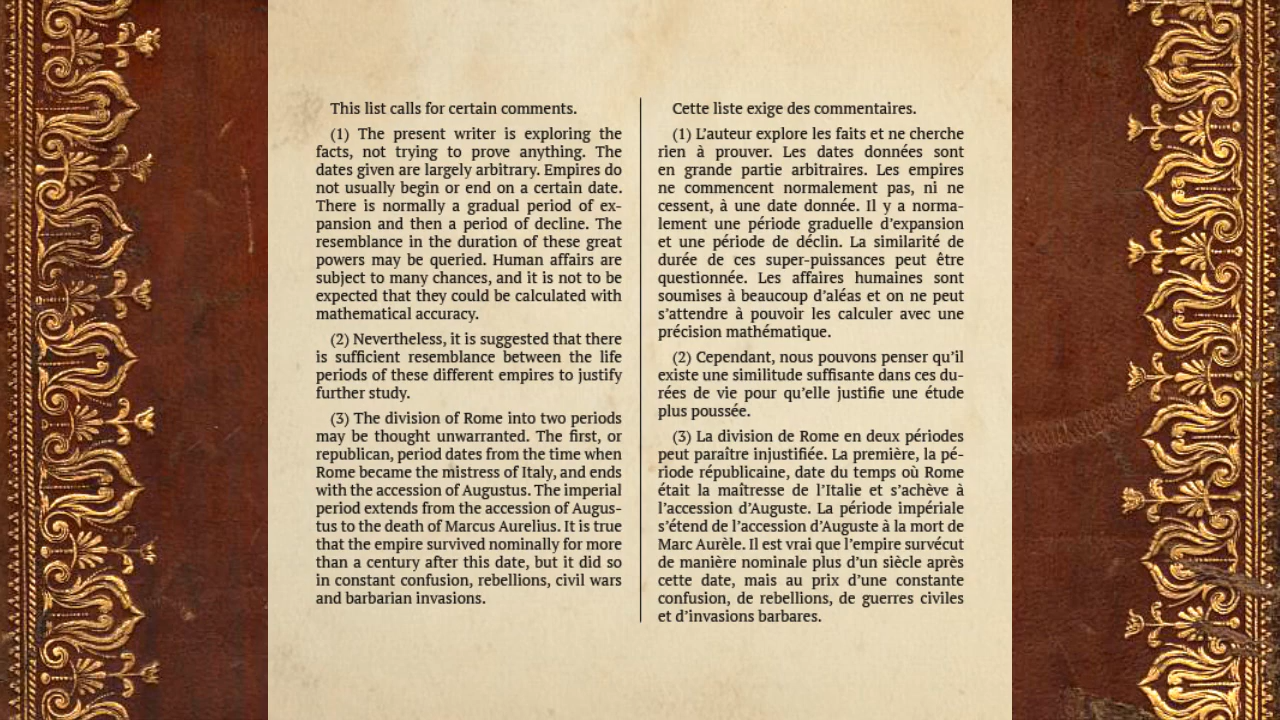 This list calls for certain comments.
(1) The present writer is exploring the
facts, not trying to prove anything. The
dates given are largely arbitrary. Empires do
not usually begin or end on a certain date.
There is normally a gradual period of ex-
pansion and then a period of decline. The
resemblance in the duration of these great
powers may be queried. Human affairs are
subject to many chances, and it is not to be
expected that they could be calculated with
mathematical accuracy.
(2) Nevertheless, it is suggested that there
is sufficient resemblance between the life
periods of these different empires to justify
further study.
(3) The division of Rome into two periods
may be thought unwarranted. The first, or
republican, period dates from the time when
Rome became the mistress of Italy, and ends
with the accession of Augustus. The imperial
period extends from the accession of Augus-
tus to the death of Marcus Aurelius. It is true
that the empire survived nominally for more
than a century after this date, but it did so
in constant confusion, rebellions, civil wars
and barbarian invasions.
Cette liste exige des commentaires.
(1) L’auteur explore les faits et ne cherche
rien à prouver. Les dates données sont
en grande partie arbitraires. Les empires
ne commencent normalement pas, ni ne
cessent, à une date donnée. Il y a norma-
lement une période graduelle d’expansion
et une période de déclin. La similarité de
durée de ces super-puissances peut être
questionnée. Les affaires humaines sont
soumises à beaucoup d’aléas et on ne peut
s’attendre à pouvoir les calculer avec une
précision mathématique.
(2) Cependant, nous pouvons penser qu’il
existe une similitude suffisante dans ces du-
rées de vie pour qu’elle justifie une étude
plus poussée.
(3) La division de Rome en deux périodes
peut paraître injustifiée. La première, la pé-
riode républicaine, date du temps où Rome
était la maîtresse de l’Italie et s’achève à
l’accession d’Auguste. La période impériale
s’étend de l’accession d’Auguste à la mort de
Marc Aurèle. Il est vrai que l’empire survécut
de manière nominale plus d’un siècle après
cette date, mais au prix d’une constante
confusion, de rebellions, de guerres civiles
et d’invasions barbares.